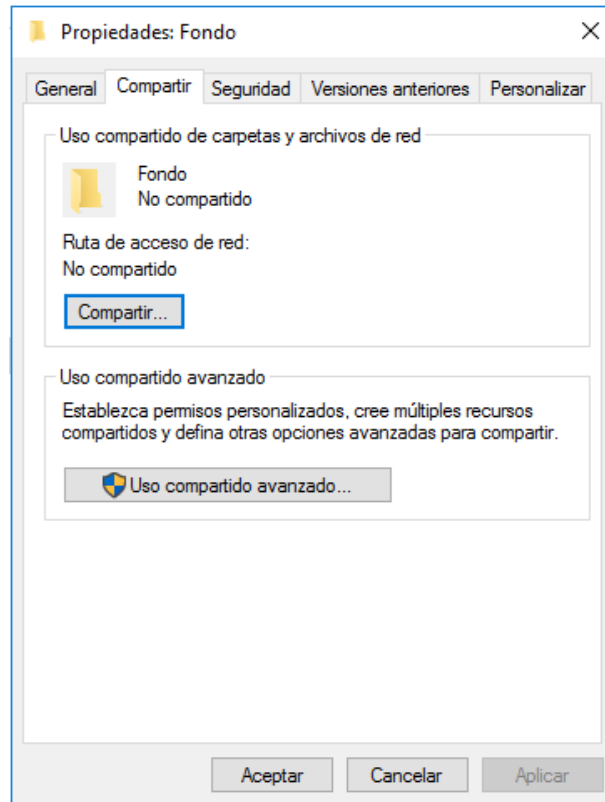 Propiedades: Fondo
General Compartir Seguridad Versiones anteriores Personalizar
Uso compartido de carpetas y archivos de red
Fondo
No compartido
Ruta de acceso de red:
No compartido
Compartir...
Uso compartido avanzado
Establezca permisos personalizados, cree múltiples recursos
compartidos y defina otras opciones avanzadas para compartir.
Uso compartido avanzado...
Aceptar Cancelar Aplicar